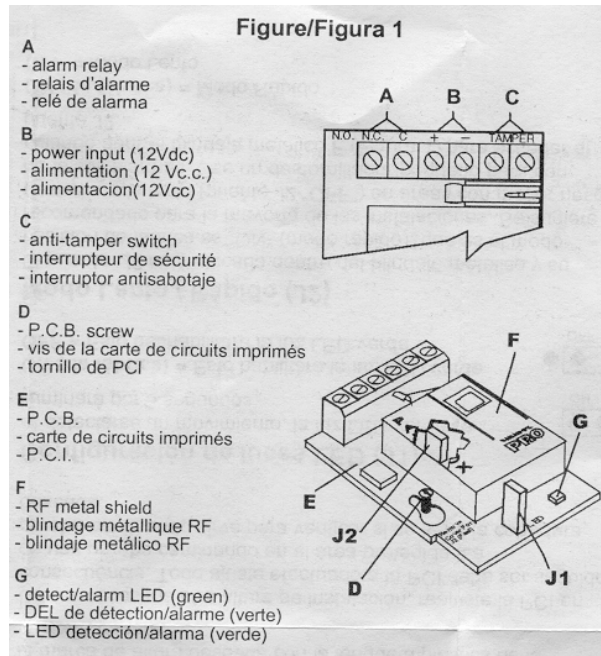 Figure/Figura 1
A
- alarm relay
- relais d'alarme
- relé de alarma
B
- power input (12Vdc)
- alimentation (12 Vc.c.)
- alimentacion(12Vcc)
C
- anti-tamper switch
- interrupteur de sécurité
- interruptor antisabotaje
D
- P.C.B. screw
- vis de la carte de circuits imprimés
- tornillo de PCI
E
- P.C.B.
- carte de circuits imprimés
- P.C.I.
F
- RF metal shield
- blindage métallique RF
- blindaje metálico RF
G
- detect/alarm LED (green)
- DEL de détection/alarme (verte)
- LED detección/alarma (verde)
A B C
N.O. N.C. C + − TAMPER
F
G
E
J2
D
J1
LED